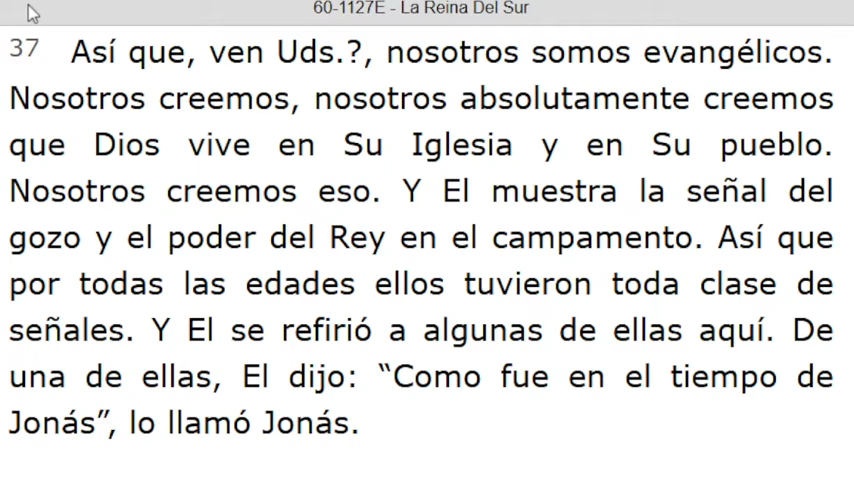 60-1127E - La Reina Del Sur
37 Así que, ven Uds.?, nosotros somos evangélicos.
Nosotros creemos, nosotros absolutamente creemos
que Dios vive en Su Iglesia y en Su pueblo.
Nosotros creemos eso. Y El muestra la señal del
gozo y el poder del Rey en el campamento. Así que
por todas las edades ellos tuvieron toda clase de
señales. Y El se refirió a algunas de ellas aquí. De
una de ellas, El dijo: “Como fue en el tiempo de
Jonás”, lo llamó Jonás.